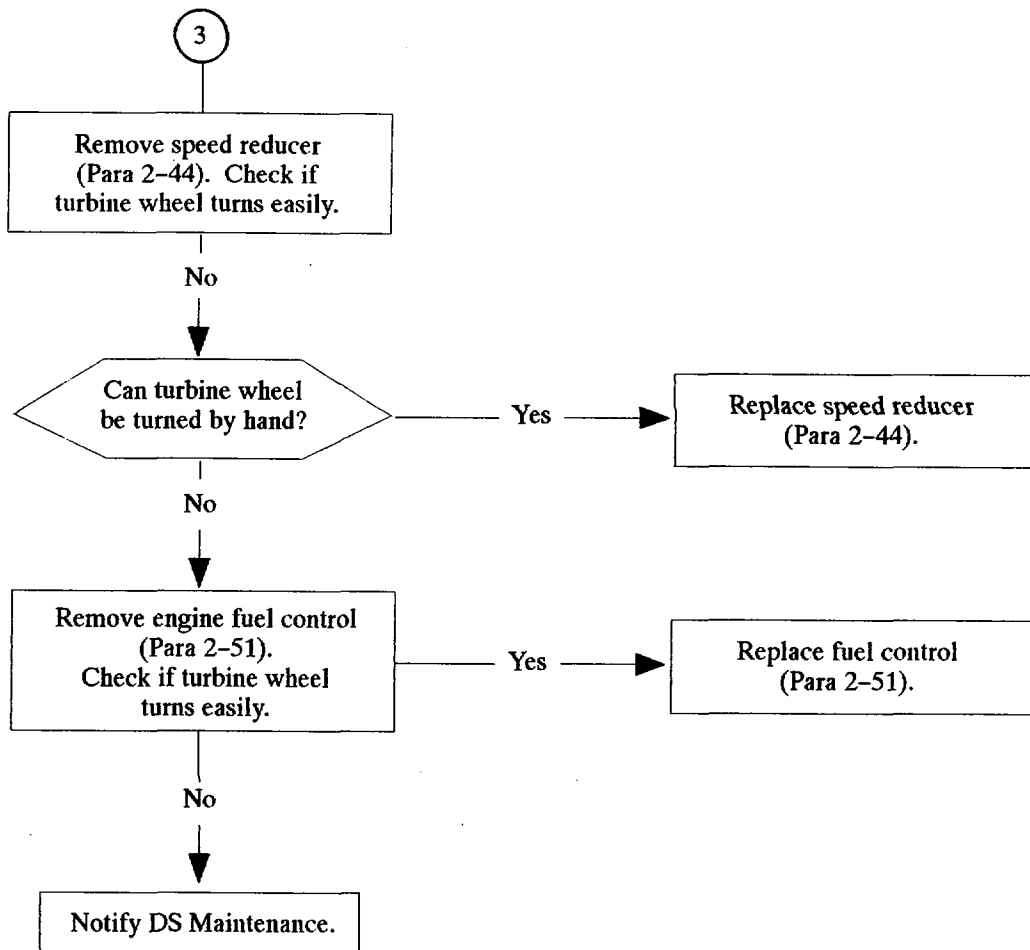 3
Remove speed reducer
(Para 2–44). Check if
turbine wheel turns easily.
No
Can turbine wheel
be turned by hand?
Yes
Replace speed reducer
(Para 2–44).
No
Remove engine fuel control
(Para 2–51).
Check if turbine wheel
turns easily.
Yes
Replace fuel control
(Para 2–51).
No
Notify DS Maintenance.